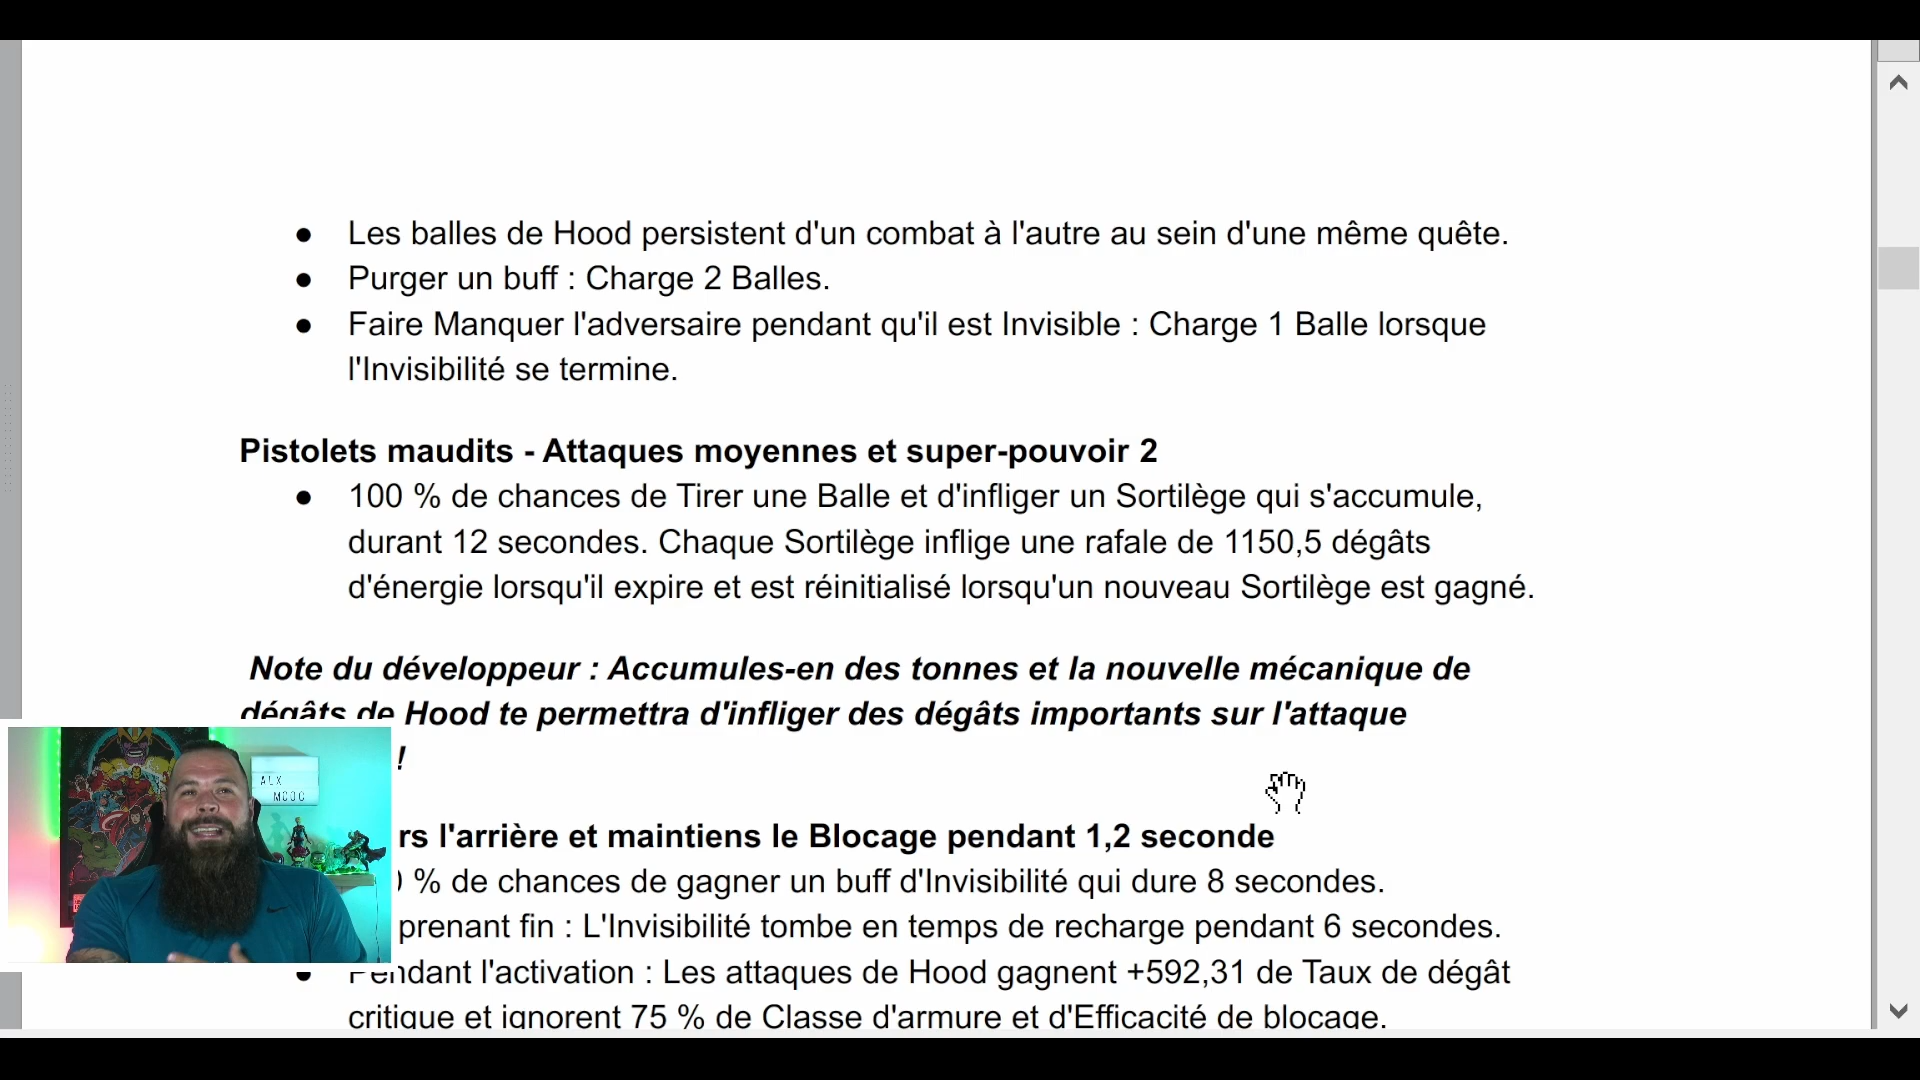 ● Les balles de Hood persistent d'un combat à l'autre au sein d'une même quête.
● Purger un buff : Charge 2 Balles.
● Faire Manquer l'adversaire pendant qu'il est Invisible : Charge 1 Balle lorsque
l'Invisibilité se termine.
Pistolets maudits - Attaques moyennes et super-pouvoir 2
● 100 % de chances de Tirer une Balle et d'infliger un Sortilège qui s'accumule,
durant 12 secondes. Chaque Sortilège inflige une rafale de 1150,5 dégâts
d'énergie lorsqu'il expire et est réinitialisé lorsqu'un nouveau Sortilège est gagné.
Note du développeur : Accumules-en des tonnes et la nouvelle mécanique de
dégâts de Hood te permettra d'infliger des dégâts importants sur l'attaque
!
rs l'arrière et maintiens le Blocage pendant 1,2 seconde
% de chances de gagner un buff d'Invisibilité qui dure 8 secondes.
prenant fin : L'Invisibilité tombe en temps de recharge pendant 6 secondes.
● Pendant l'activation : Les attaques de Hood gagnent +592,31 de Taux de dégât
critique et ignorent 75 % de Classe d'armure et d'Efficacité de blocage.
ALX
MCOC